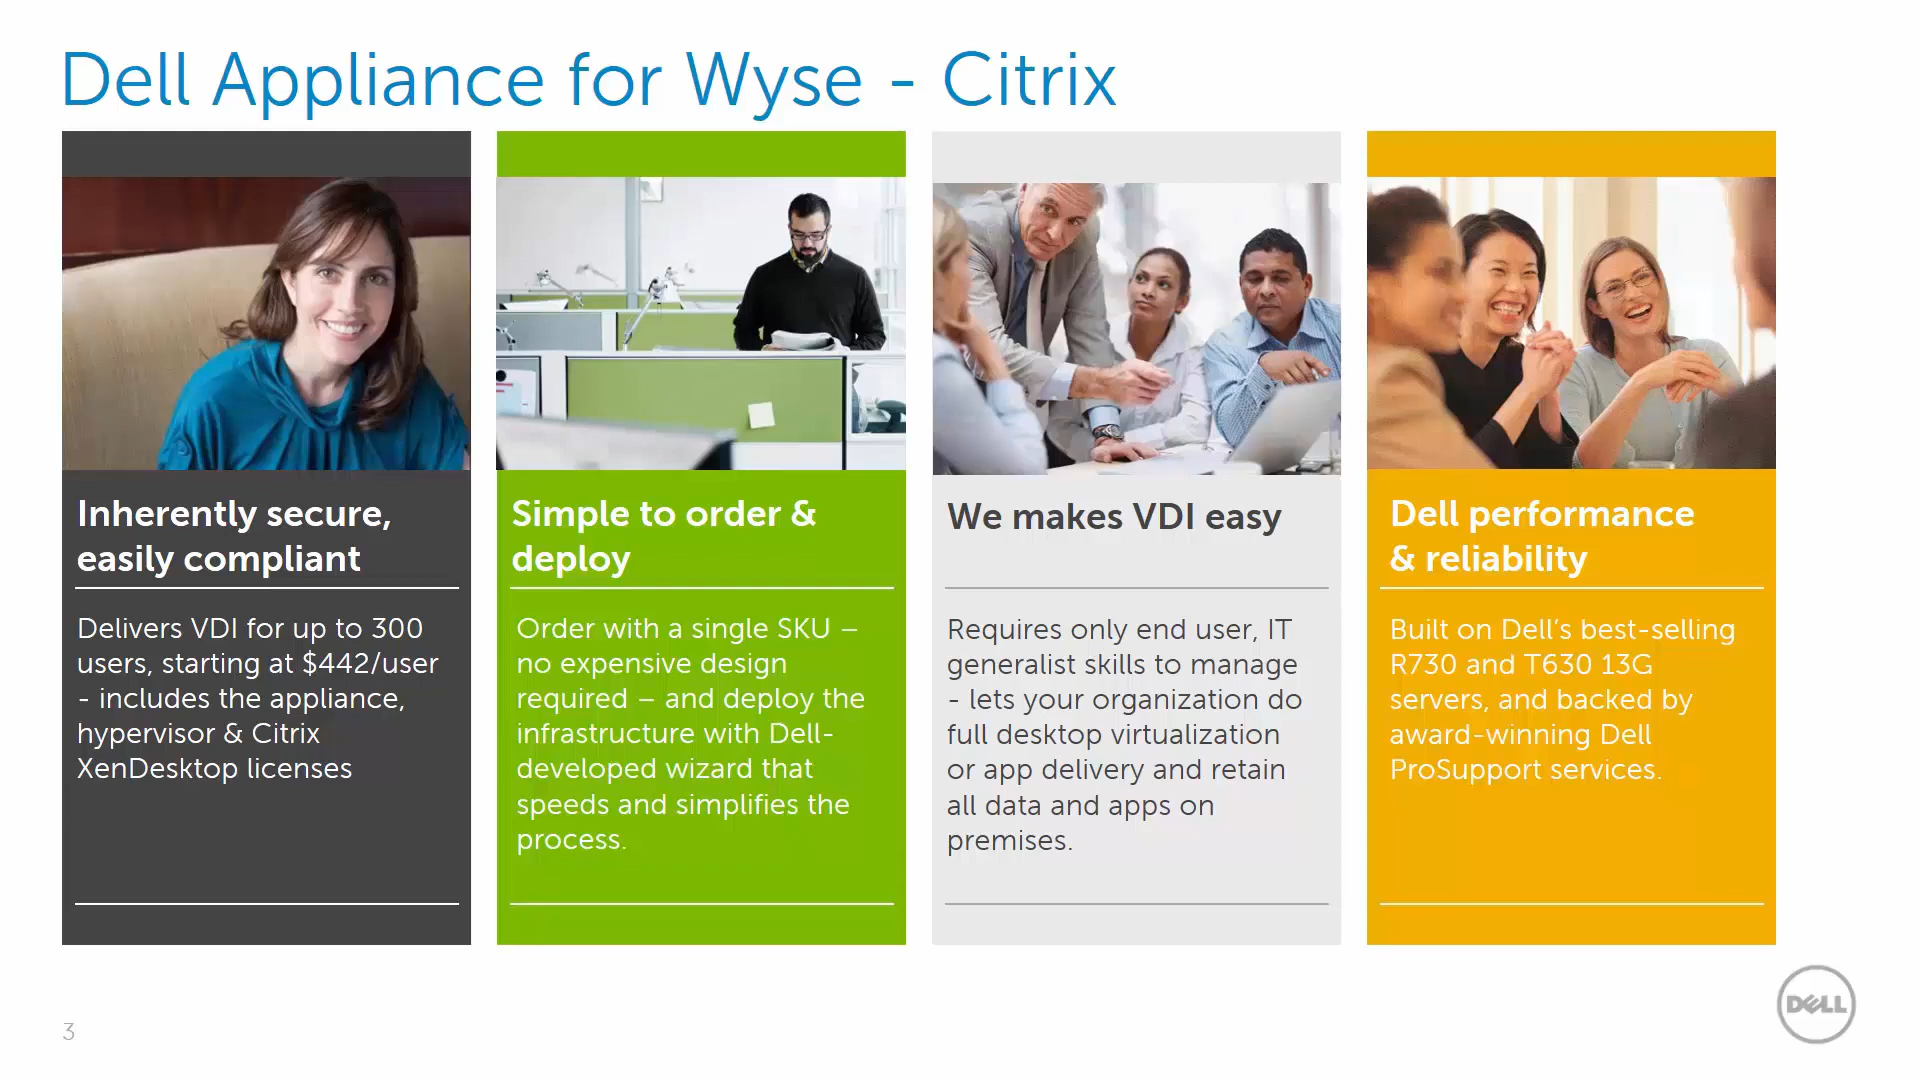 Dell Appliance for Wyse - Citrix
Inherently secure,
easily compliant
Delivers VDI for up to 300
users, starting at $442/user
- includes the appliance,
hypervisor & Citrix
XenDesktop licenses
Simple to order &
deploy
Order with a single SKU –
no expensive design
required – and deploy the
infrastructure with Dell-
developed wizard that
speeds and simplifies the
process.
We makes VDI easy
Requires only end user, IT
generalist skills to manage
- lets your organization do
full desktop virtualization
or app delivery and retain
all data and apps on
premises.
Dell performance
& reliability
Built on Dell’s best-selling
R730 and T630 13G
servers, and backed by
award-winning Dell
ProSupport services.
3
DELL